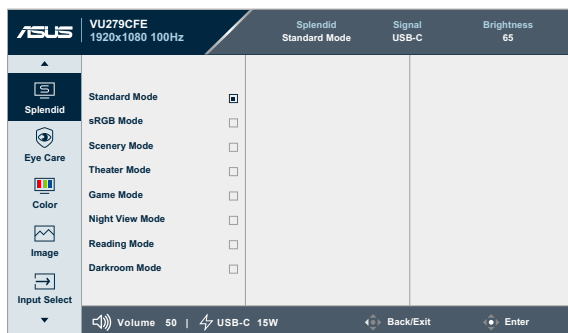 ASUS
VU279CFE
1920x1080 100Hz
Splendid
Standard Mode
Signal
USB-C
Brightness
65
Splendid
Eye Care
Color
Image
Input Select
Standard Mode
sRGB Mode
Scenery Mode
Theater Mode
Game Mode
Night View Mode
Reading Mode
Darkroom Mode
Volume 50 | USB-C 15W
Back/Exit
Enter